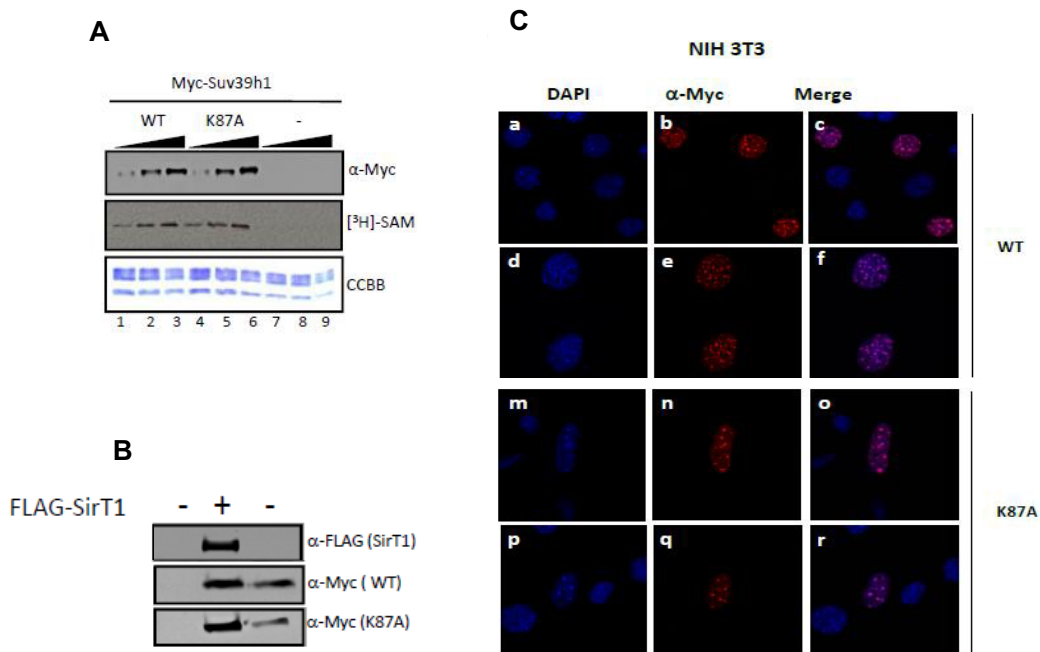 A
Myc-Suv39h1
WT K87A -
α-Myc
[³H]-SAM
CCBB
1 2 3 4 5 6 7 8 9
B
FLAG-SirT1 - + -
α-FLAG (SirT1)
α-Myc ( WT)
α-Myc (K87A)
C
NIH 3T3
DAPI α-Myc Merge
a b c
WT
d e f
m n o
K87A
p q r